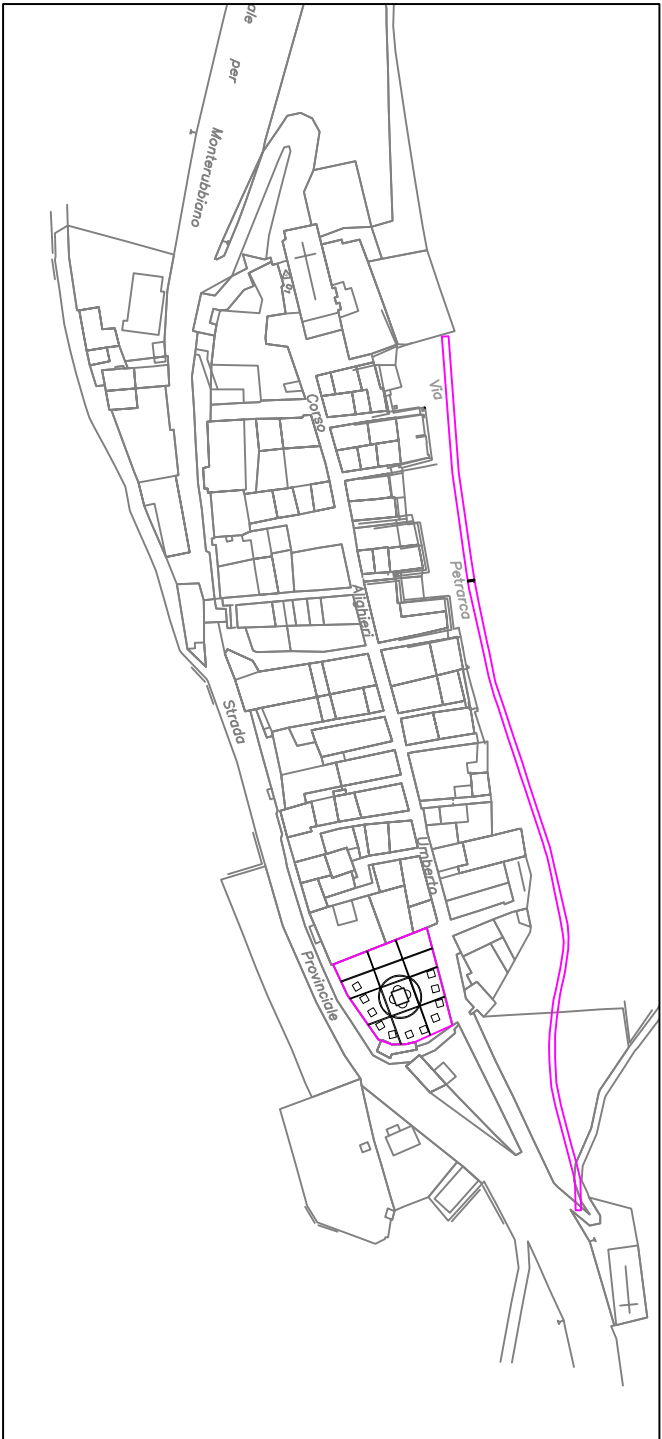 ale per Monterubbiano
Via Petrarca
Corso
Alighieri
Umberto
Strada
Provinciale